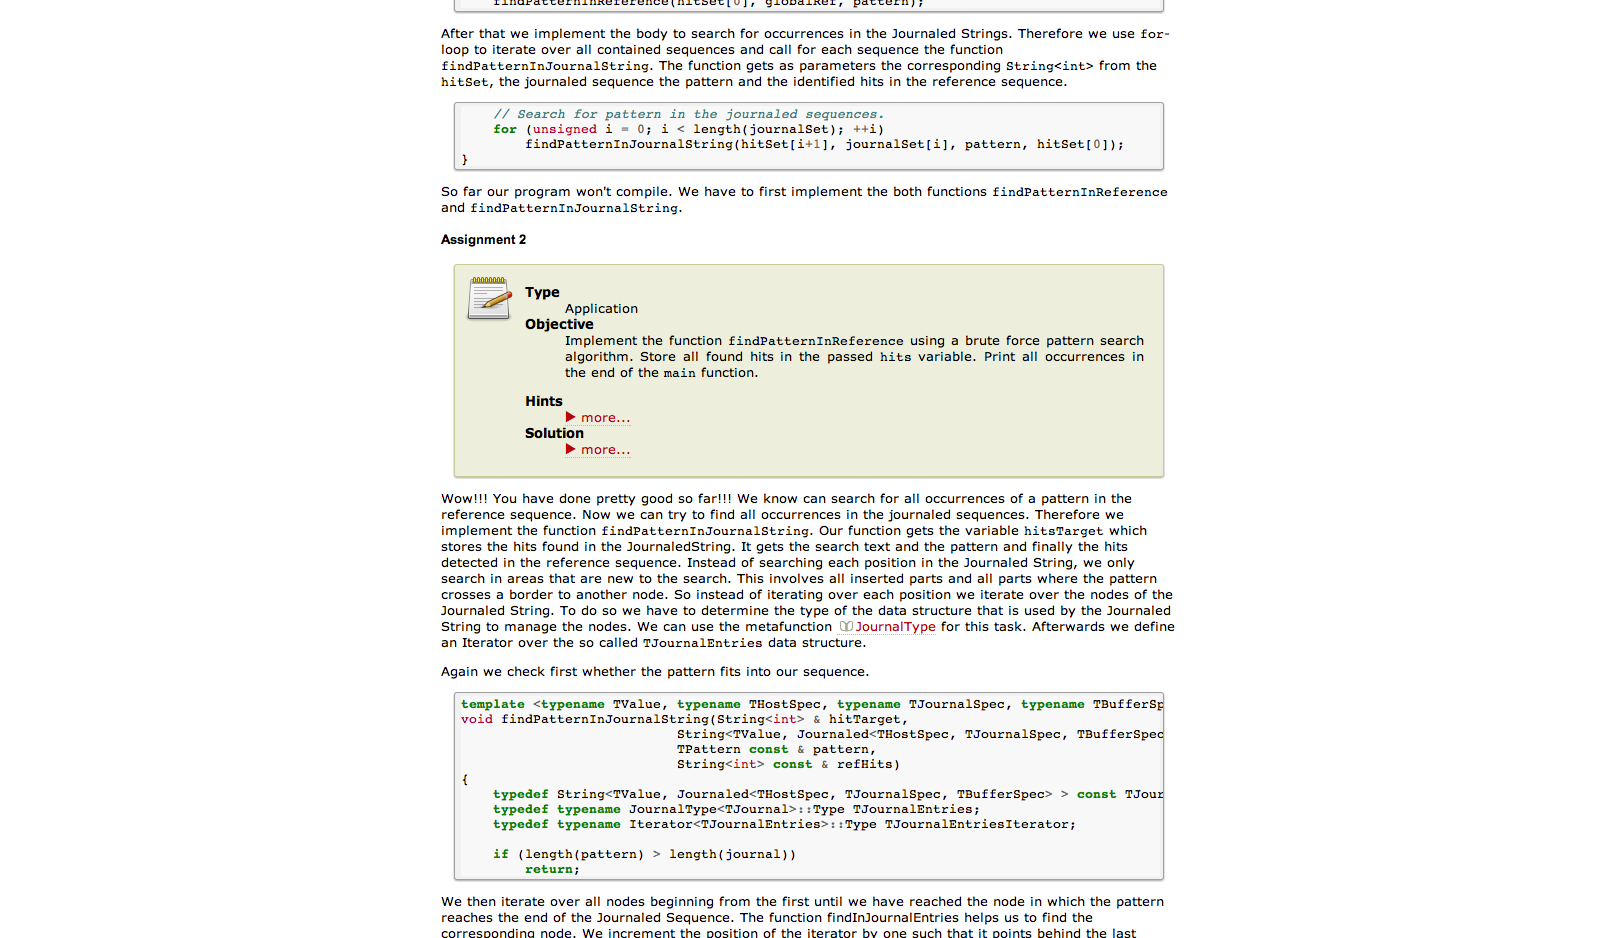 findPatternInReference(hitSet[0], globalRef, pattern);
After that we implement the body to search for occurrences in the Journaled Strings. Therefore we use for-
loop to iterate over all contained sequences and call for each sequence the function
findPatternInJournalString. The function gets as parameters the corresponding String<int> from the
hitSet, the journaled sequence the pattern and the identified hits in the reference sequence.
// Search for pattern in the journaled sequences.
for (unsigned i = 0; i < length(journalSet); ++i)
findPatternInJournalString(hitSet[i+1], journalSet[i], pattern, hitSet[0]);
}
So far our program won't compile. We have to first implement the both functions findPatternInReference
and findPatternInJournalString.
Assignment 2
Type
Application
Objective
Implement the function findPatternInReference using a brute force pattern search
algorithm. Store all found hits in the passed hits variable. Print all occurrences in
the end of the main function.
Hints
more...
Solution
more...
Wow!!! You have done pretty good so far!!! We know can search for all occurrences of a pattern in the
reference sequence. Now we can try to find all occurrences in the journaled sequences. Therefore we
implement the function findPatternInJournalString. Our function gets the variable hitsTarget which
stores the hits found in the JournaledString. It gets the search text and the pattern and finally the hits
detected in the reference sequence. Instead of searching each position in the Journaled String, we only
search in areas that are new to the search. This involves all inserted parts and all parts where the pattern
crosses a border to another node. So instead of iterating over each position we iterate over the nodes of the
Journaled String. To do so we have to determine the type of the data structure that is used by the Journaled
String to manage the nodes. We can use the metafunction JournalType for this task. Afterwards we define
an Iterator over the so called TJournalEntries data structure.
Again we check first whether the pattern fits into our sequence.
template <typename TValue, typename THostSpec, typename TJournalSpec, typename TBufferSp
void findPatternInJournalString(String<int> & hitTarget,
String<TValue, Journaled<THostSpec, TJournalSpec, TBufferSpec
TPattern const & pattern,
String<int> const & refHits)
{
typedef String<TValue, Journaled<THostSpec, TJournalSpec, TBufferSpec> > const TJour
typedef typename JournalType<TJournal>::Type TJournalEntries;
typedef typename Iterator<TJournalEntries>::Type TJournalEntriesIterator;
if (length(pattern) > length(journal))
return;
We then iterate over all nodes beginning from the first until we have reached the node in which the pattern
reaches the end of the Journaled Sequence. The function findInJournalEntries helps us to find the
corresponding node. We increment the position of the iterator by one such that it points behind the last